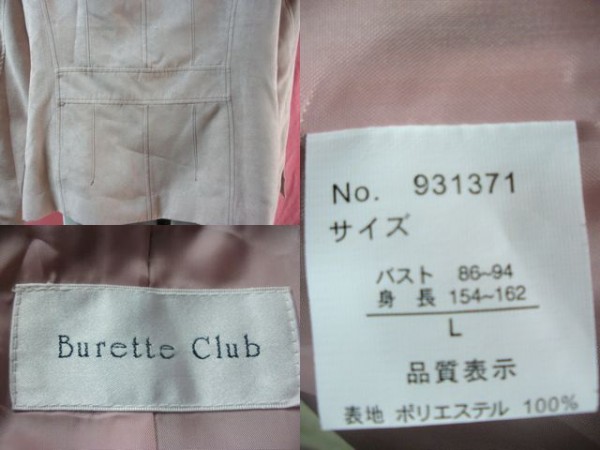 Burette Club
No. 931371
サイズ
バスト 86~94
身長 154~162
L
品質表示
表地 ポリエステル 100%